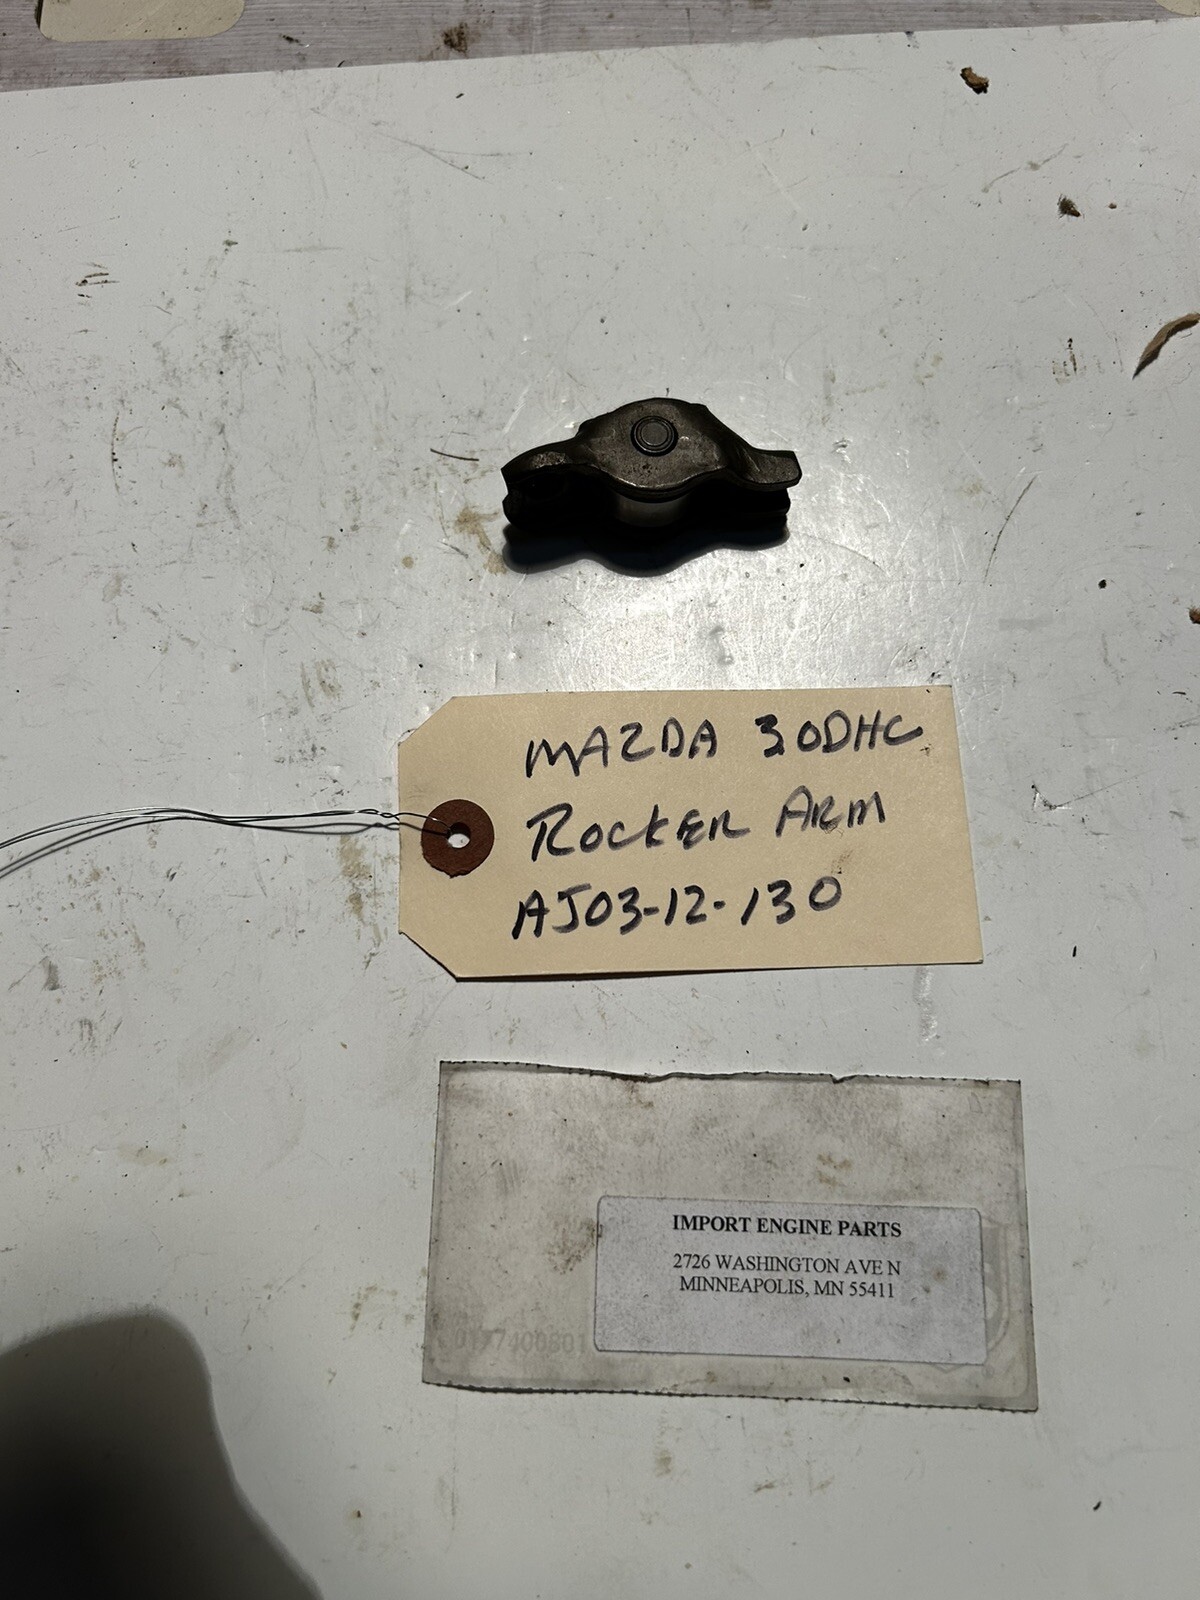 MAZDA 3.0DHC
ROCKER ARM
AJ03-12-130
IMPORT ENGINE PARTS
2726 WASHINGTON AVE N
MINNEAPOLIS, MN 55411